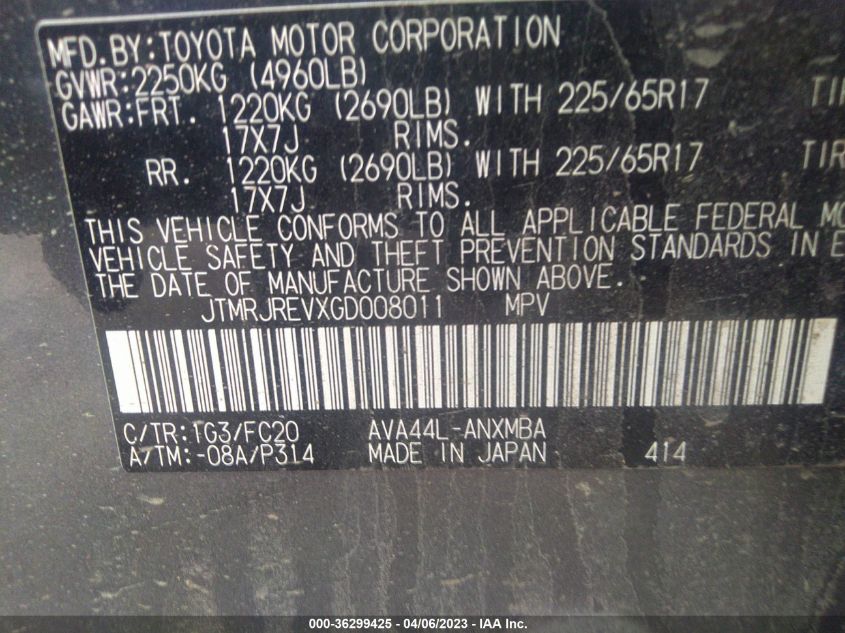 MFD.BY:TOYOTA MOTOR CORPORATION
GVWR:2250KG (4960LB)
GAWR:FRT. 1220KG (2690LB) WITH 225/65R17 TIR
17X7J RIMS.
RR. 1220KG (2690LB) WITH 225/65R17 TIR
17X7J RIMS.
THIS VEHICLE CONFORMS TO ALL APPLICABLE FEDERAL MO
VEHICLE SAFETY AND THEFT PREVENTION STANDARDS IN E
THE DATE OF MANUFACTURE SHOWN ABOVE.
JTMRJREVXGD008011 MPV
C/TR:1G3/FC20 AVA44L-ANXMBA
A/TM:-08A/P314 MADE IN JAPAN 414
000-36299425 - 04/06/2023 - IAA Inc.